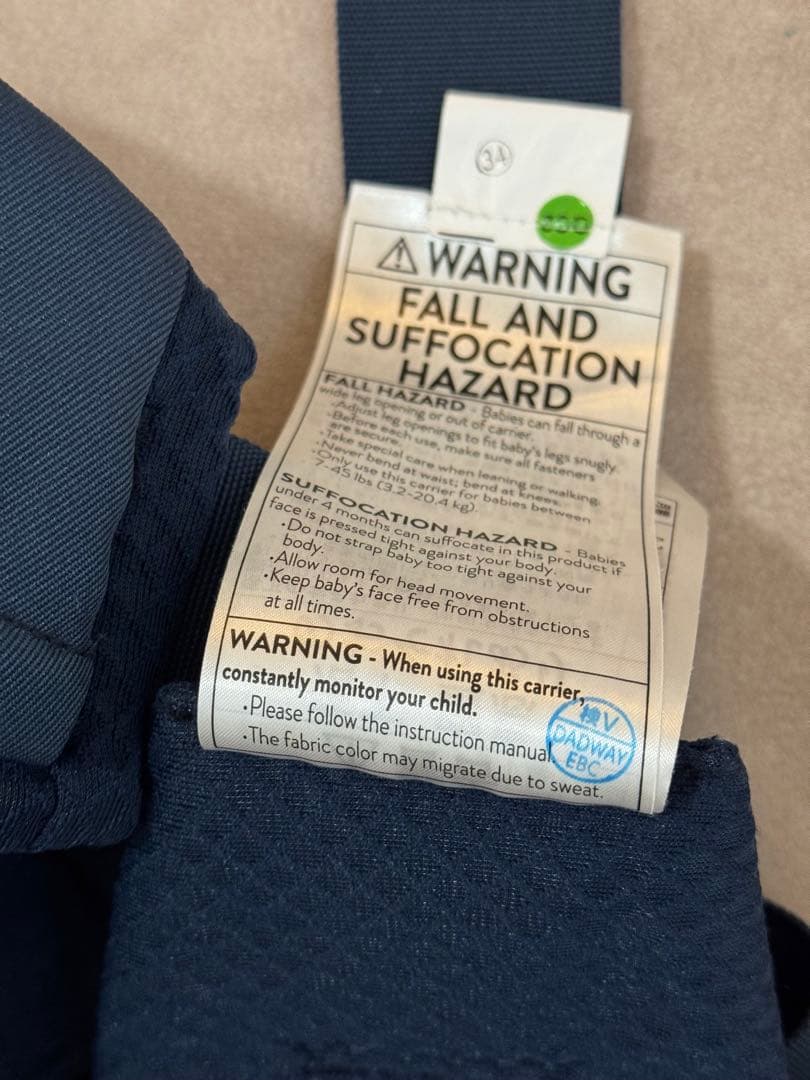 34
WARNING
FALL AND
SUFFOCATION
HAZARD
FALL HAZARD - Babies can fall through a
wide leg opening or out of carrier.
•Adjust leg openings to fit baby's legs snugly.
•Before each use, make sure all fasteners
are secure.
•Take special care when leaning or walking.
•Never bend at waist; bend at knees.
•Only use this carrier for babies between
7-45 lbs (3.2-20.4 kg).
SUFFOCATION HAZARD - Babies
under 4 months can suffocate in this product if
face is pressed tight against your body.
•Do not strap baby too tight against your
body.
•Allow room for head movement.
•Keep baby's face free from obstructions
at all times.
WARNING - When using this carrier,
constantly monitor your child.
•Please follow the instruction manual.
•The fabric color may migrate due to sweat.
検V
DADWAY
EBC